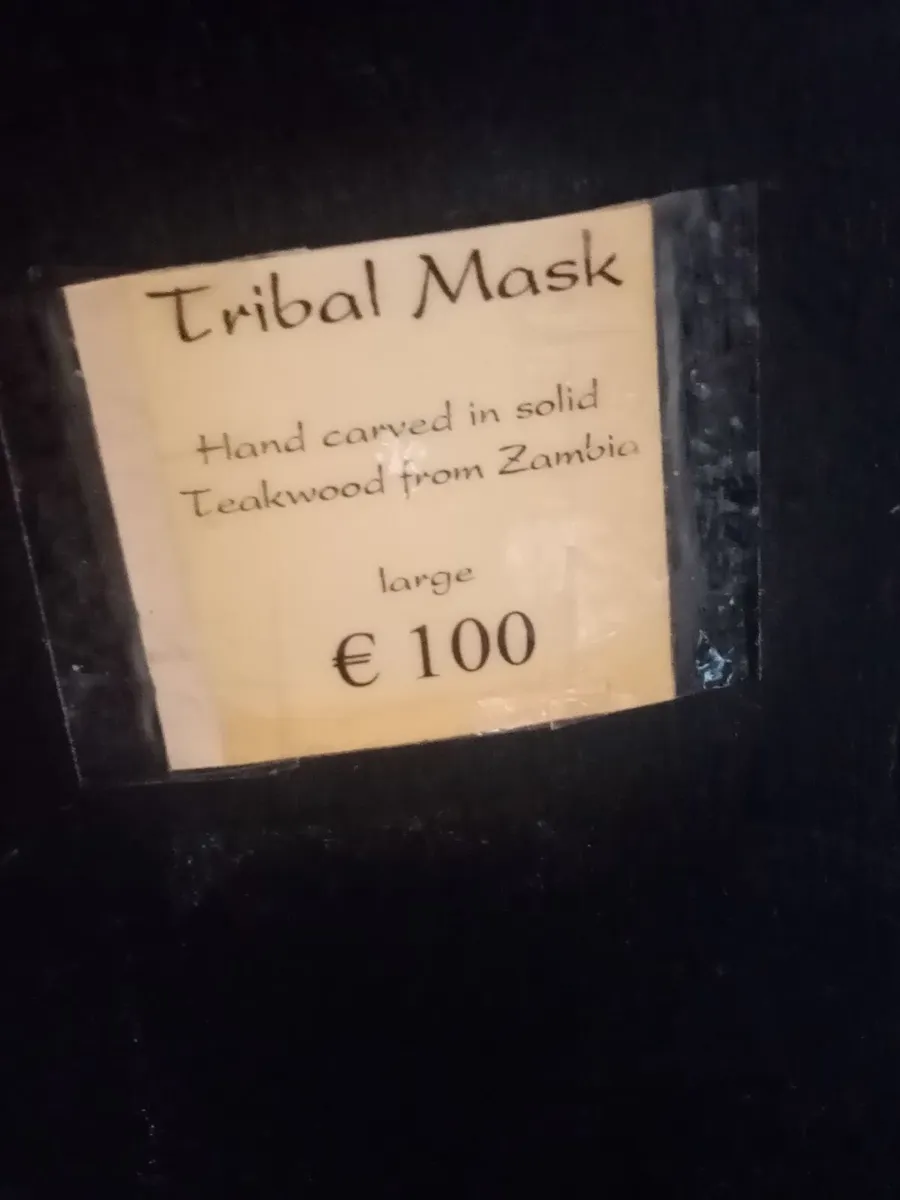 Tribal Mask
Hand carved in solid
Teakwood from Zambia
large
€ 100